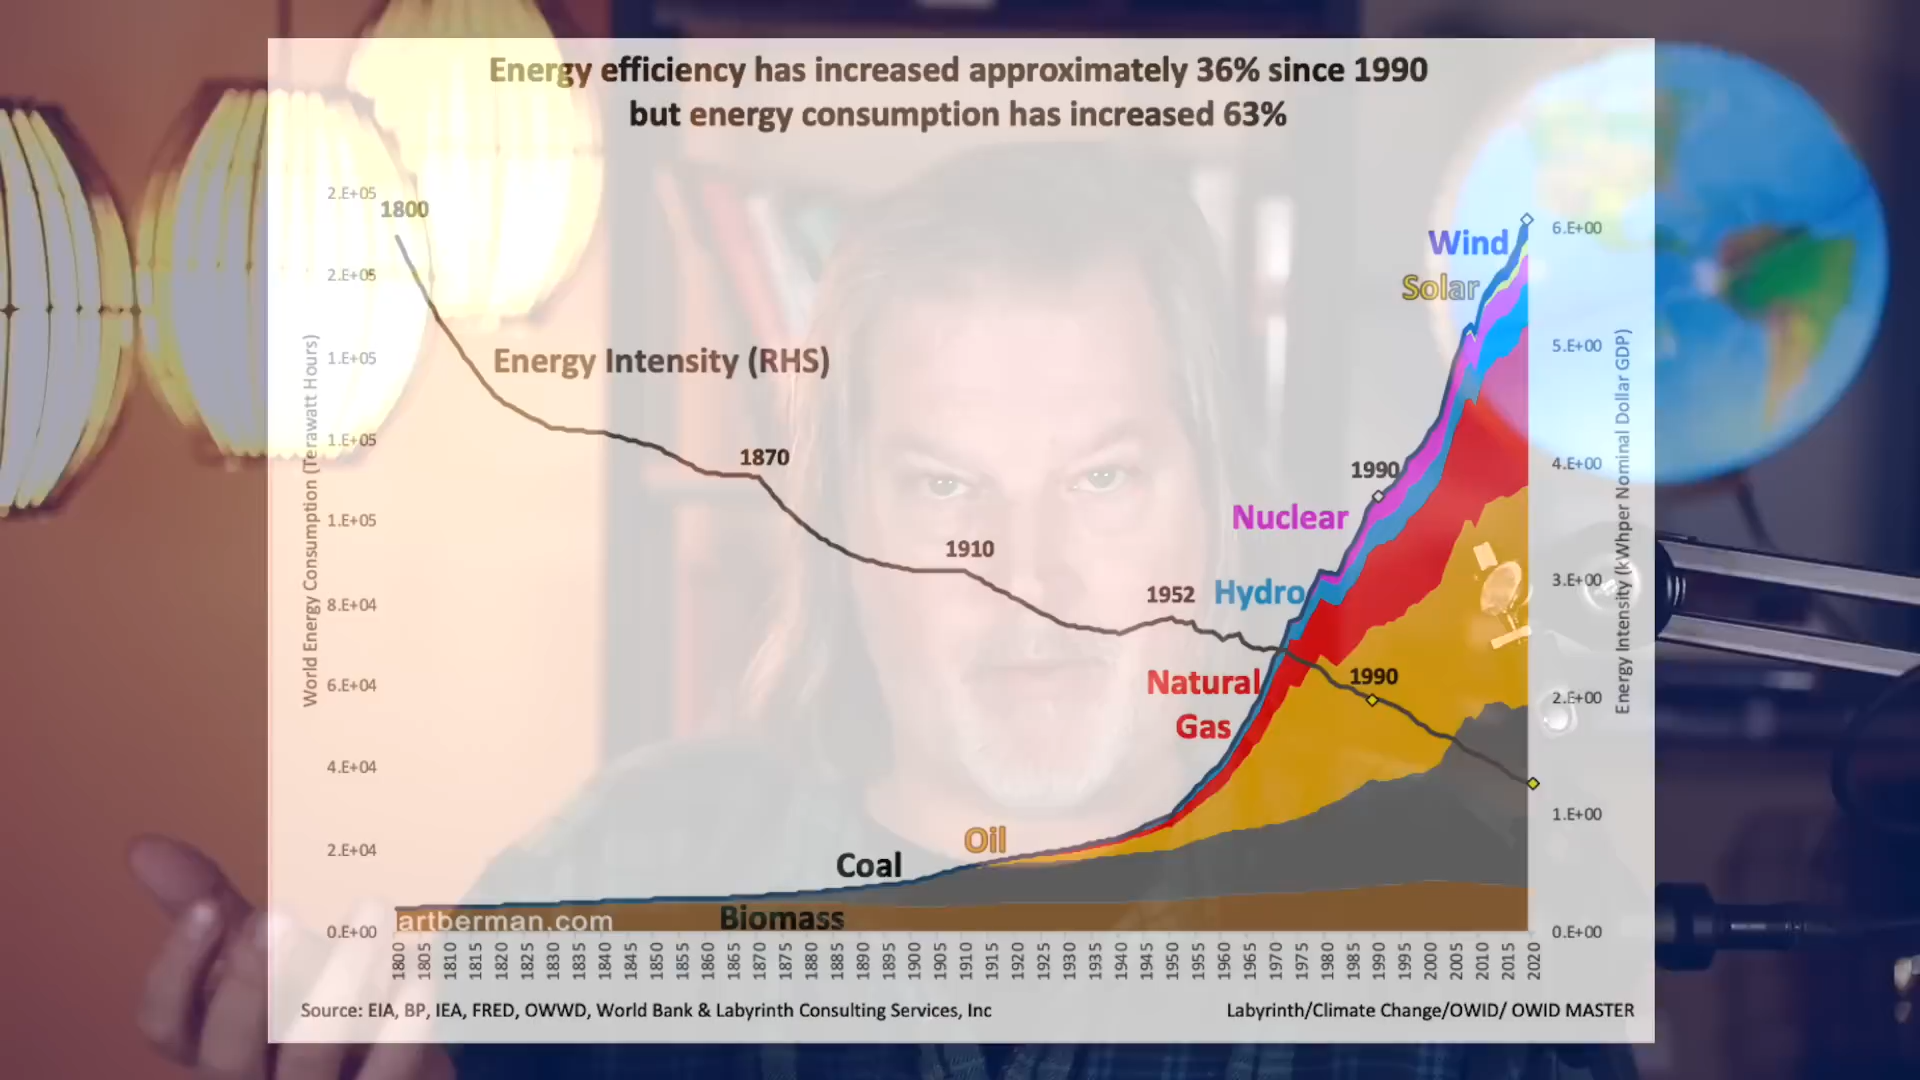 Energy efficiency has increased approximately 36% since 1990
but energy consumption has increased 63%
2.E+05
2.E+05
1.E+05
1.E+05
1.E+05
8.E+04
6.E+04
4.E+04
2.E+04
0.E+00
World Energy Consumption (Terawatt Hours)
1800
Energy Intensity (RHS)
1870
1910
1952
1990
1990
Wind
Solar
Nuclear
Hydro
Natural
Gas
Oil
Coal
Biomass
artberman.com
6.E+00
5.E+00
4.E+00
3.E+00
2.E+00
1.E+00
0.E+00
Energy Intensity (kWhper Nominal Dollar GDP)
1800 1805 1810 1815 1820 1825 1830 1835 1840 1845 1850 1855 1860 1865 1870 1875 1880 1885 1890 1895 1900 1905 1910 1915 1920 1925 1930 1935 1940 1945 1950 1955 1960 1965 1970 1975 1980 1985 1990 1995 2000 2005 2010 2015 2020
Source: EIA, BP, IEA, FRED, OWWD, World Bank & Labyrinth Consulting Services, Inc
Labyrinth/Climate Change/OWID/ OWID MASTER